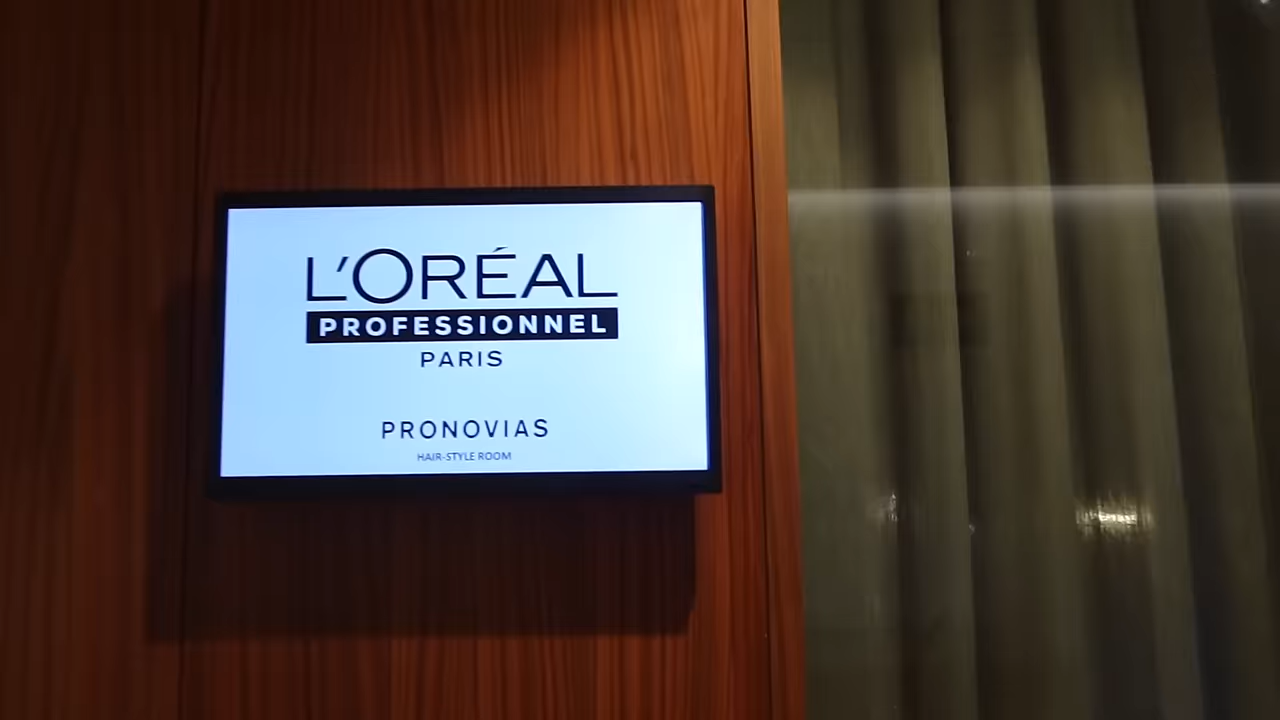 L'ORÉAL
PROFESSIONNEL
PARIS
PRONOVIAS
HAIR-STYLE ROOM